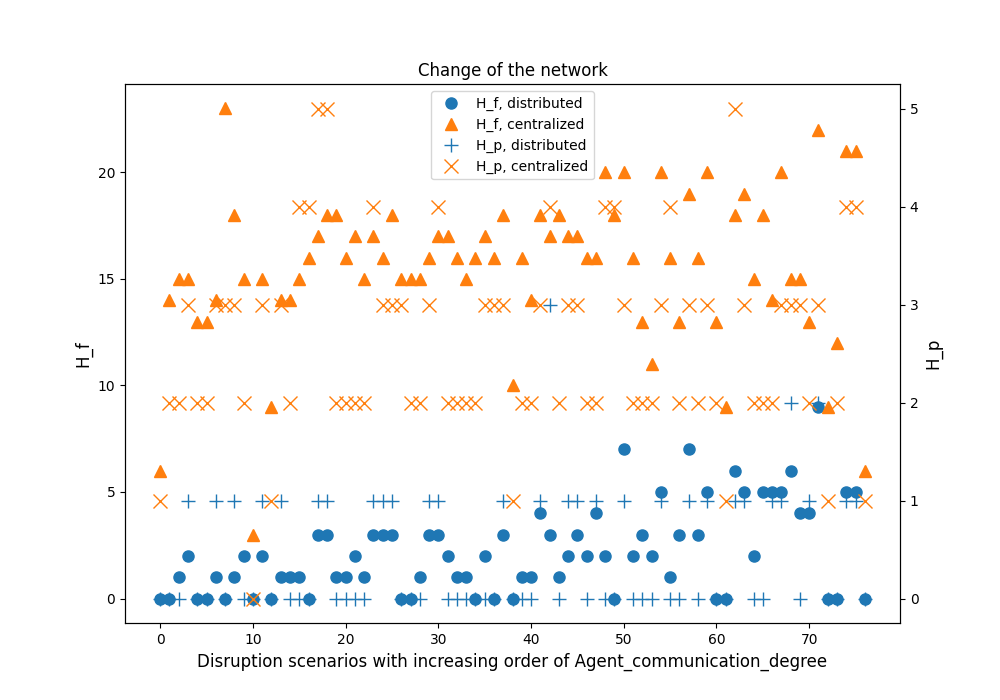 Change of the network
H_f, distributed
H_f, centralized
H_p, distributed
H_p, centralized
20
15
10
5
0
H_f
5
4
3
2
1
0
H_p
0 10 20 30 40 50 60 70
Disruption scenarios with increasing order of Agent_communication_degree